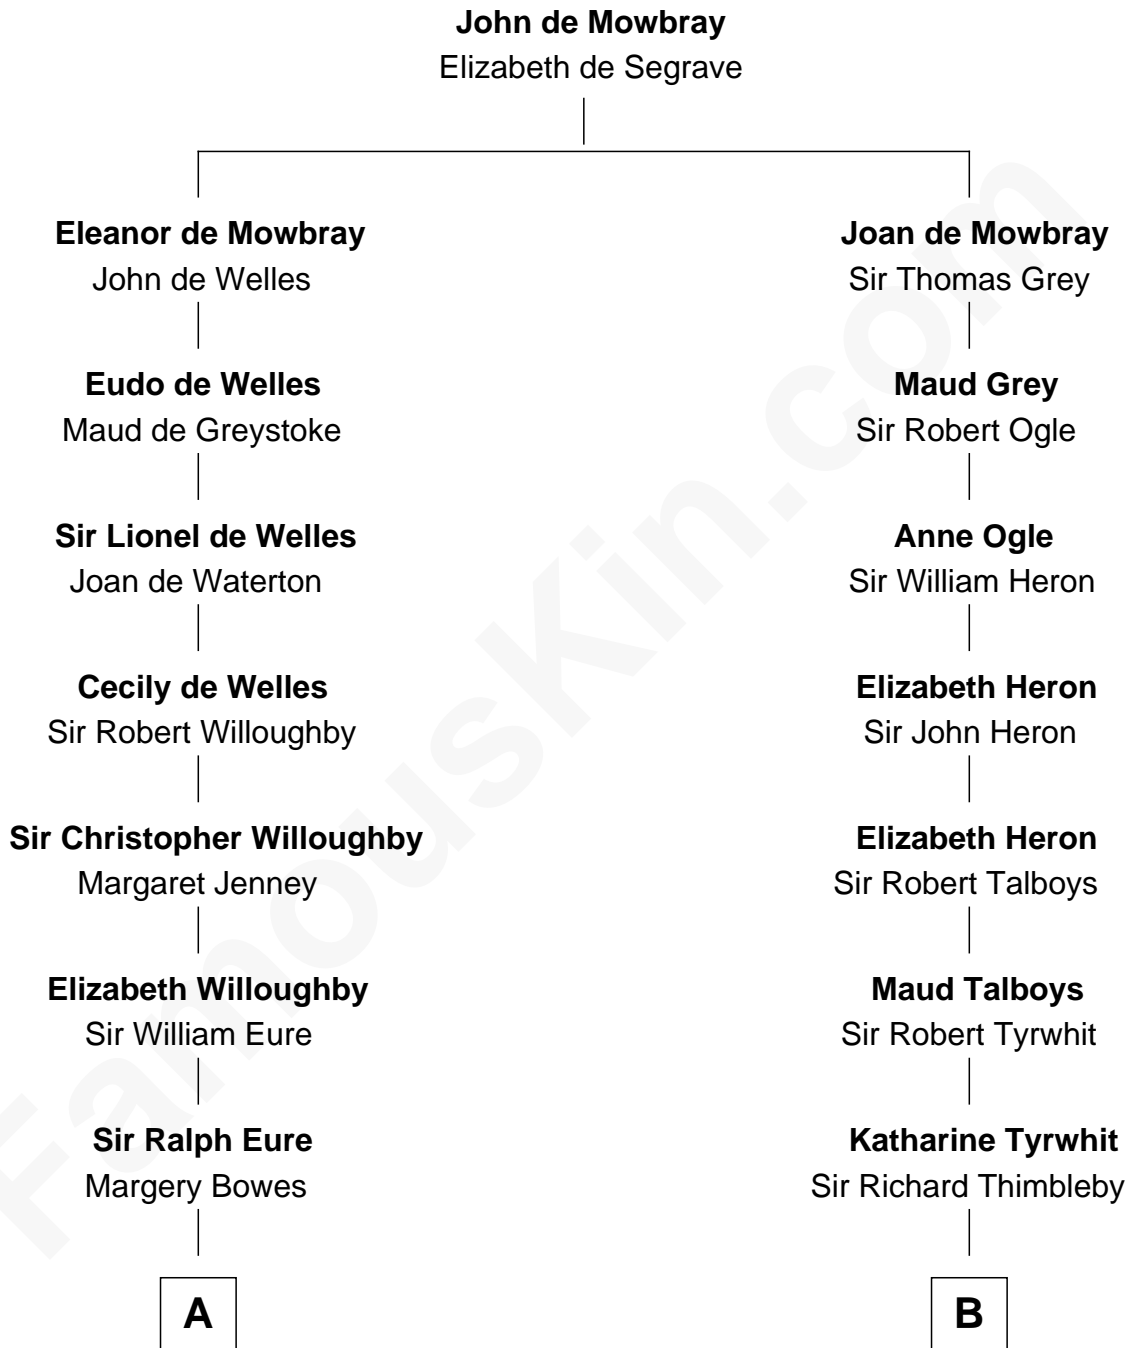 John de Mowbray
Elizabeth de Segrave
Eleanor de Mowbray
John de Welles
Joan de Mowbray
Sir Thomas Grey
Eudo de Welles
Maud de Greystoke
Maud Grey
Sir Robert Ogle
Sir Lionel de Welles
Joan de Waterton
Anne Ogle
Sir William Heron
Cecily de Welles
Sir Robert Willoughby
Elizabeth Heron
Sir John Heron
Sir Christopher Willoughby
Margaret Jenney
Elizabeth Heron
Sir Robert Talboys
Elizabeth Willoughby
Sir William Eure
Maud Talboys
Sir Robert Tyrwhit
Sir Ralph Eure
Margery Bowes
Katharine Tyrwhit
Sir Richard Thimbleby
A
B
FamousKin.com